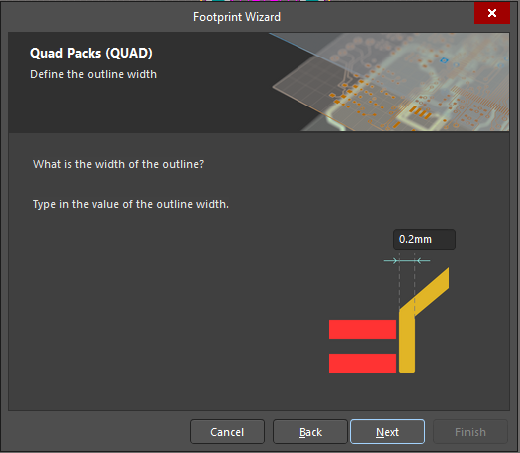 Footprint Wizard
Quad Packs (QUAD)
Define the outline width
What is the width of the outline?
Type in the value of the outline width.
0.2mm
Cancel
Back
Next
Finish